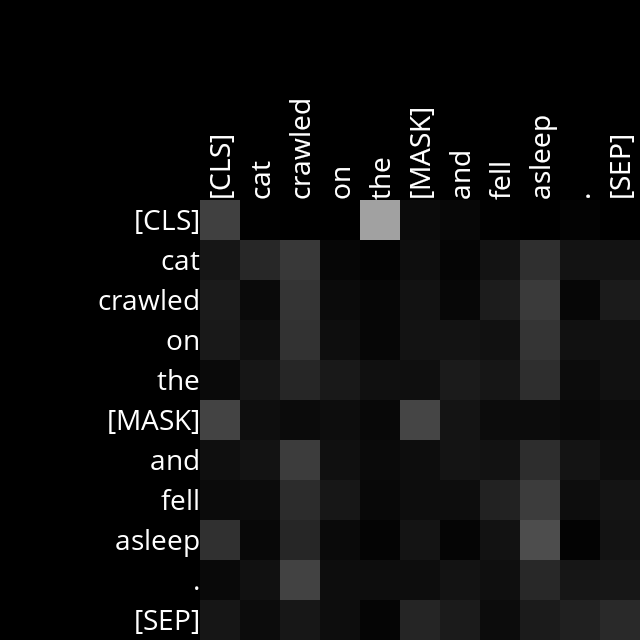 [CLS] cat crawled on the [MASK] and fell asleep . [SEP]
[CLS]
cat
crawled
on
the
[MASK]
and
fell
asleep
.
[SEP]